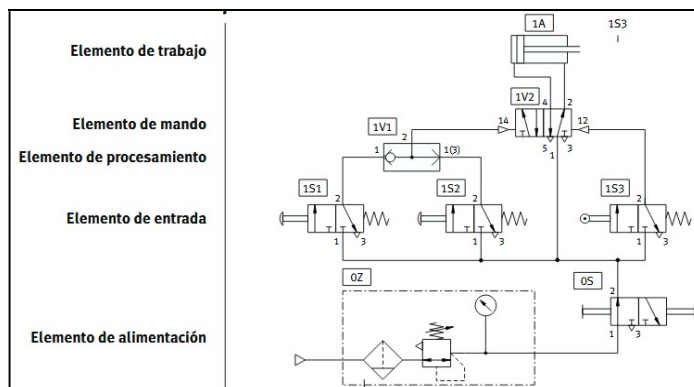 1A 1S3
Elemento de trabajo
1V2 4 2
Elemento de mando 14 12
1V1
2 5 1 3
Elemento de procesamiento 1 1(3)
1S1 2 1S2 2 1S3 2
Elemento de entrada
1 3 1 3 1 3
0Z 2 0S
1 3
Elemento de alimentación